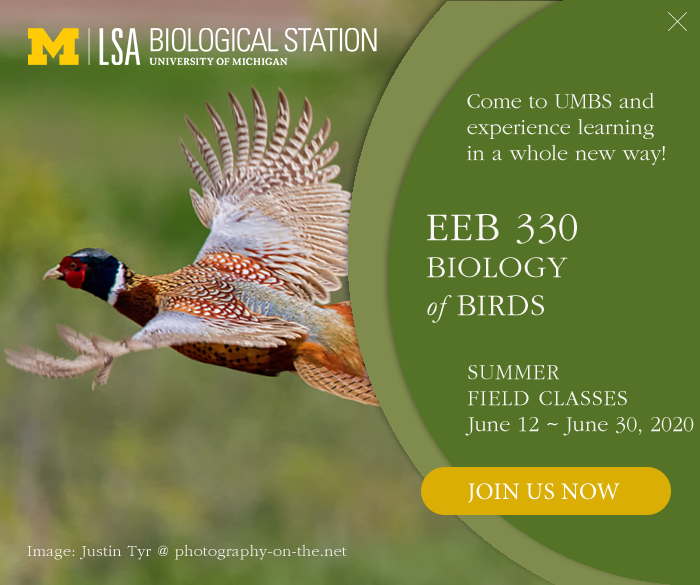 M LSA BIOLOGICAL STATION
UNIVERSITY OF MICHIGAN
Come to UMBS and
experience learning
in a whole new way!
EEB 330
BIOLOGY
of BIRDS
SUMMER
FIELD CLASSES
June 12 ~ June 30, 2020
JOIN US NOW
Image: Justin Tyr @ photography-on-the.net